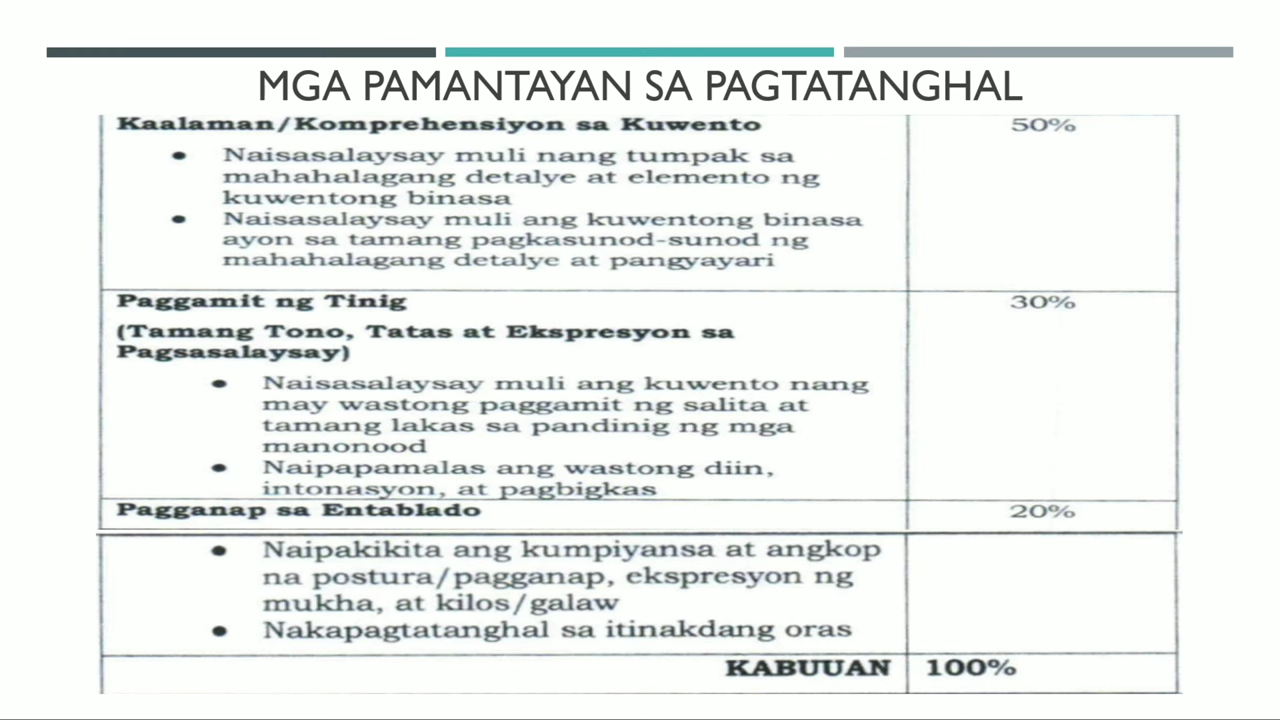 MGA PAMANTAYAN SA PAGTATANGHAL
Kaalaman/Komprehensiyon sa Kuwento 50%
● Naisasalaysay muli nang tumpak sa
mahahalagang detalye at elemento ng
kuwentong binasa
● Naisasalaysay muli ang kuwentong binasa
ayon sa tamang pagkasunod-sunod ng
mahahalagang detalye at pangyayari
Paggamit ng Tinig 30%
(Tamang Tono, Tatas at Ekspresyon sa
Pagsasalaysay)
● Naisasalaysay muli ang kuwento nang
may wastong paggamit ng salita at
tamang lakas sa pandinig ng mga
manonood
● Naipapamalas ang wastong diin,
intonasyon, at pagbigkas
Pagganap sa Entablado 20%
● Naipakikita ang kumpiyansa at angkop
na postura/pagganap, ekspresyon ng
mukha, at kilos/galaw
● Nakapagtatanghal sa itinakdang oras
KABUUAN 100%